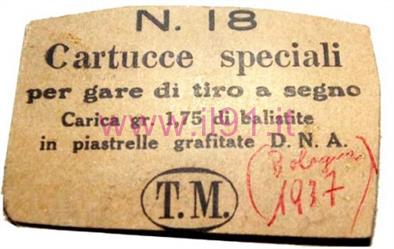 N. 18
Cartucce speciali
per gare di tiro a segno
Carica gr. 1,75 di balistite
www.il91.it
in piastrelle grafitate D. N. A.
T.M.
(Bologna
1937)